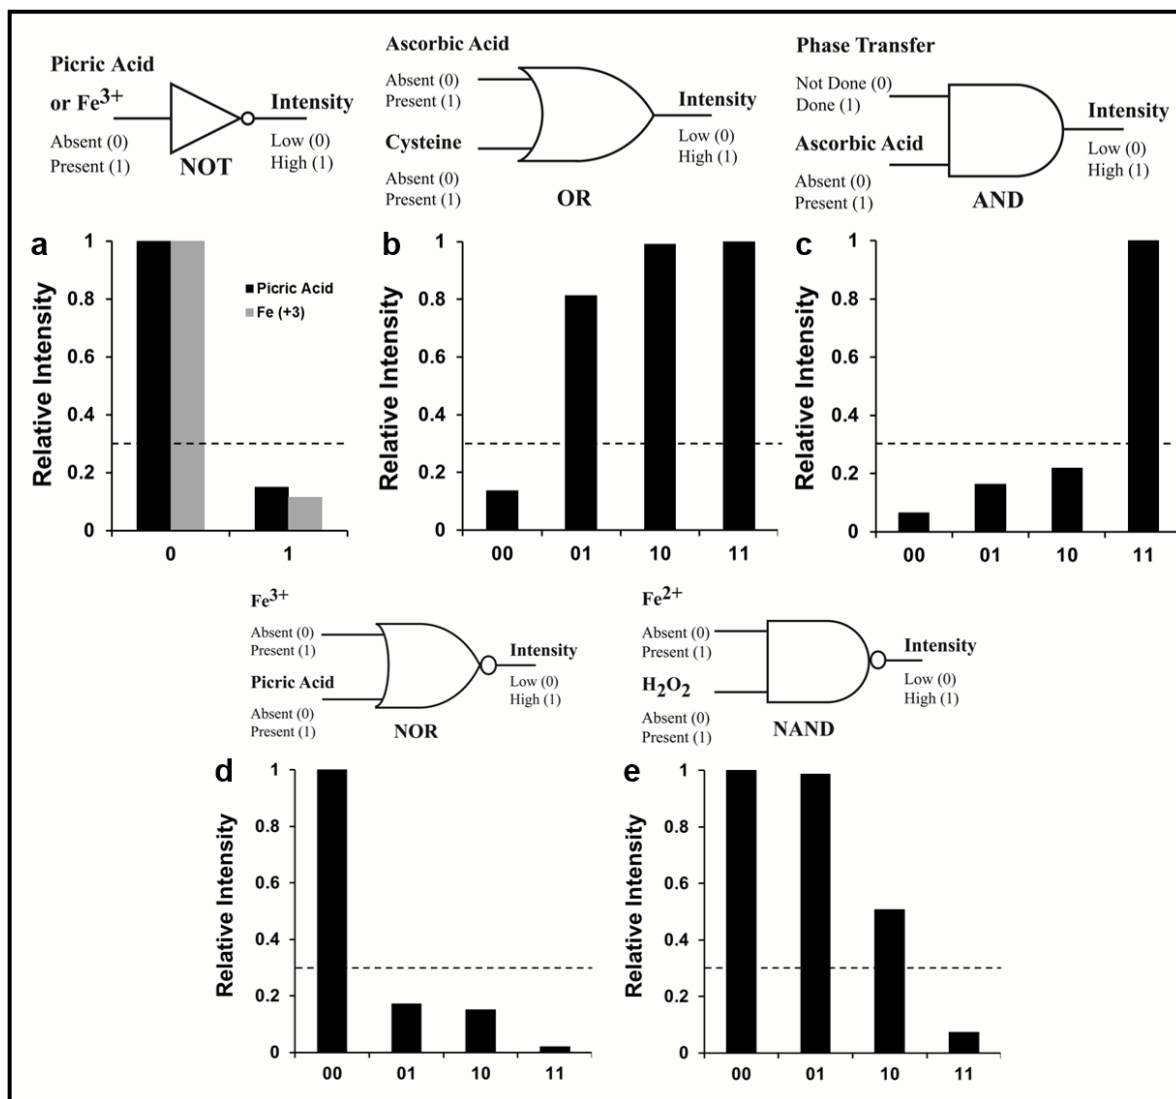 Picric Acid
or Fe3+
Absent (0)
Present (1)
NOT
Intensity
Low (0)
High (1)
Ascorbic Acid
Absent (0)
Present (1)
Cysteine
Absent (0)
Present (1)
OR
Intensity
Low (0)
High (1)
Phase Transfer
Not Done (0)
Done (1)
Ascorbic Acid
Absent (0)
Present (1)
AND
Intensity
Low (0)
High (1)
a
Relative Intensity
1
0.8
0.6
0.4
0.2
0
Picric Acid
Fe (+3)
0 1
b
Relative Intensity
1
0.8
0.6
0.4
0.2
0
00 01 10 11
c
Relative Intensity
1
0.8
0.6
0.4
0.2
0
00 01 10 11
Fe3+
Absent (0)
Present (1)
Picric Acid
Absent (0)
Present (1)
NOR
Intensity
Low (0)
High (1)
Fe2+
Absent (0)
Present (1)
H2O2
Absent (0)
Present (1)
NAND
Intensity
Low (0)
High (1)
d
Relative Intensity
1
0.8
0.6
0.4
0.2
0
00 01 10 11
e
Relative Intensity
1
0.8
0.6
0.4
0.2
0
00 01 10 11